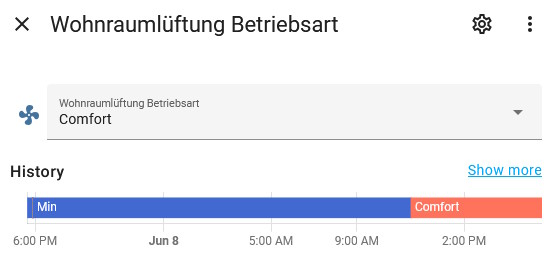 Wohnraumlüftung Betriebsart
Wohnraumlüftung Betriebsart
Comfort
History
Show more
Min
Comfort
6:00 PM
Jun 8
5:00 AM
9:00 AM
2:00 PM